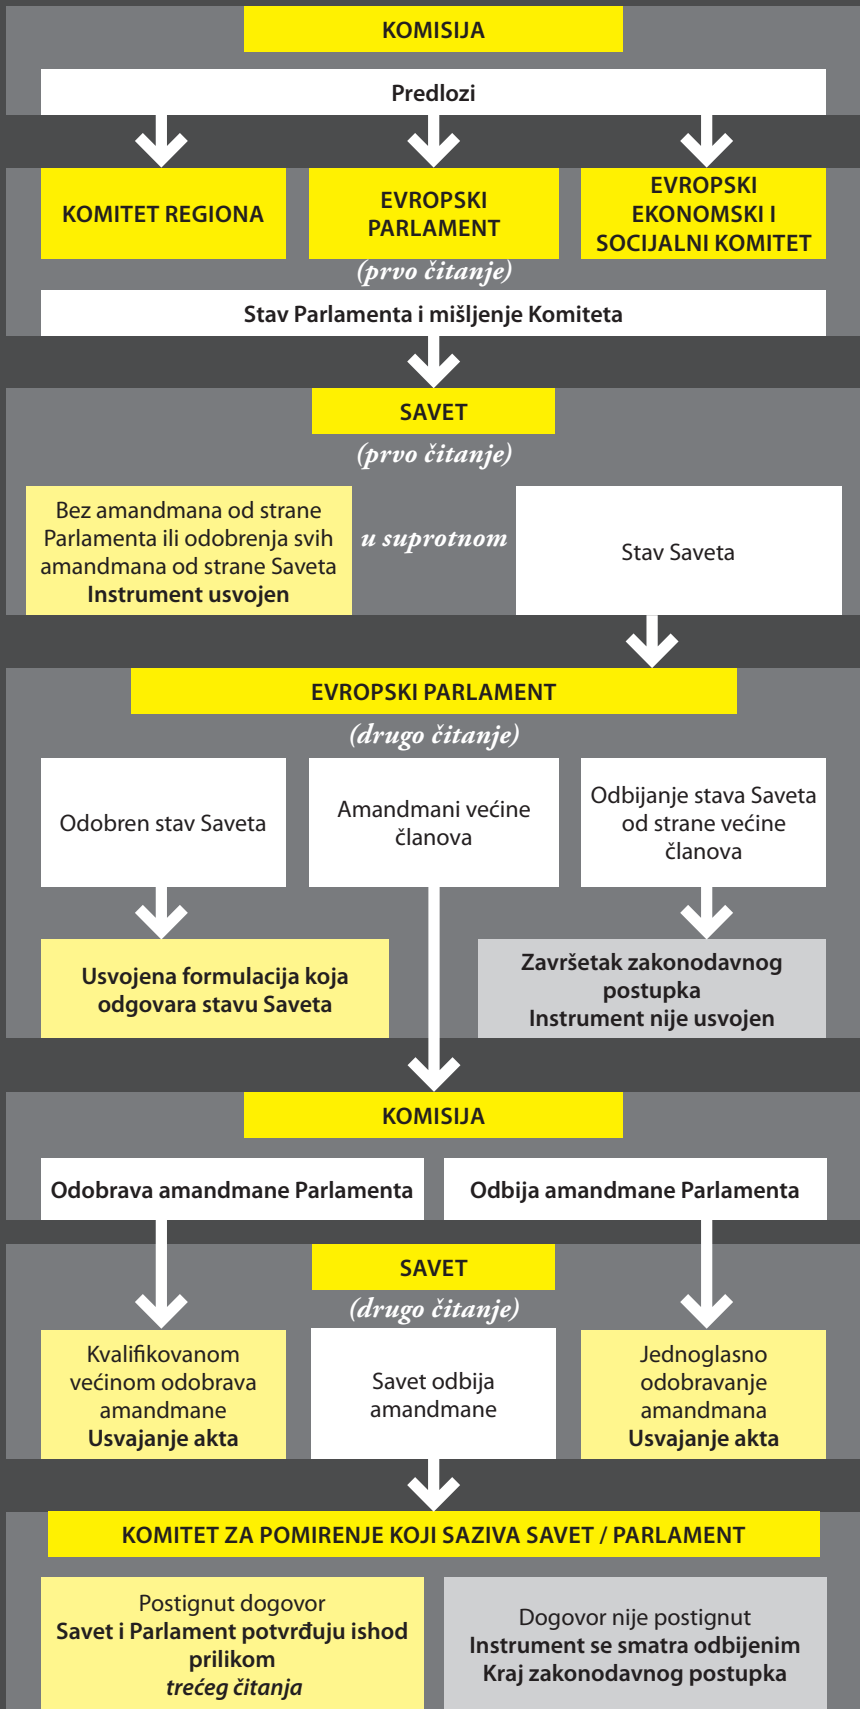 KOMISIJA
Predlozi
KOMITET REGIONA
EVROPSKI
PARLAMENT
EVROPSKI
EKONOMSKI I
SOCIJALNI KOMITET
(prvo čitanje)
Stav Parlamenta i mišljenje Komiteta
SAVET
(prvo čitanje)
Bez amandmana od strane
Parlamenta ili odobrenja svih
amandmana od strane Saveta
Instrument usvojen
u suprotnom
Stav Saveta
EVROPSKI PARLAMENT
(drugo čitanje)
Odobren stav Saveta
Amandmani većine
članova
Odbijanje stava Saveta
od strane većine
članova
Usvojena formulacija koja
odgovara stavu Saveta
Završetak zakonodavnog
postupka
Instrument nije usvojen
KOMISIJA
Odobrava amandmane Parlamenta
Odbija amandmane Parlamenta
SAVET
(drugo čitanje)
Kvalifikovanom
većinom odobrava
amandmane
Usvajanje akta
Savet odbija
amandmane
Jednoglasno
odobravanje
amandmana
Usvajanje akta
KOMITET ZA POMIRENJE KOJI SAZIVA SAVET / PARLAMENT
Postignut dogovor
Savet i Parlament potvrđuju ishod
prilikom
trećeg čitanja
Dogovor nije postignut
Instrument se smatra odbijenim
Kraj zakonodavnog postupka